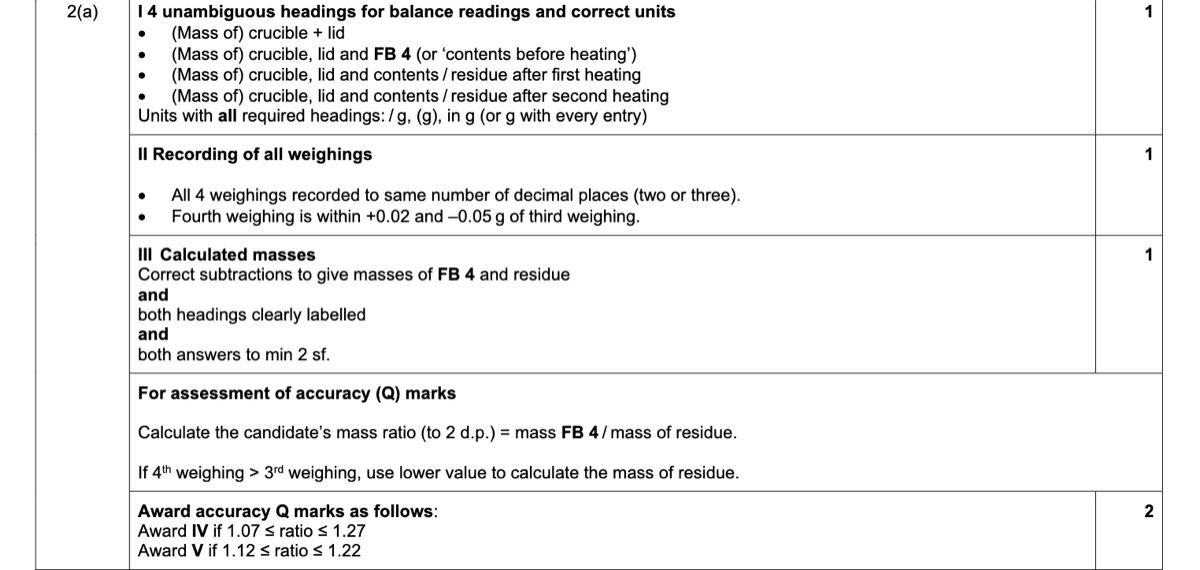 2(a) I 4 unambiguous headings for balance readings and correct units 1
• (Mass of) crucible + lid
• (Mass of) crucible, lid and FB 4 (or ‘contents before heating’)
• (Mass of) crucible, lid and contents / residue after first heating
• (Mass of) crucible, lid and contents / residue after second heating
Units with all required headings: / g, (g), in g (or g with every entry)
II Recording of all weighings 1
• All 4 weighings recorded to same number of decimal places (two or three).
• Fourth weighing is within +0.02 and –0.05 g of third weighing.
III Calculated masses 1
Correct subtractions to give masses of FB 4 and residue
and
both headings clearly labelled
and
both answers to min 2 sf.
For assessment of accuracy (Q) marks
Calculate the candidate’s mass ratio (to 2 d.p.) = mass FB 4 / mass of residue.
If 4th weighing > 3rd weighing, use lower value to calculate the mass of residue.
Award accuracy Q marks as follows: 2
Award IV if 1.07 ≤ ratio ≤ 1.27
Award V if 1.12 ≤ ratio ≤ 1.22